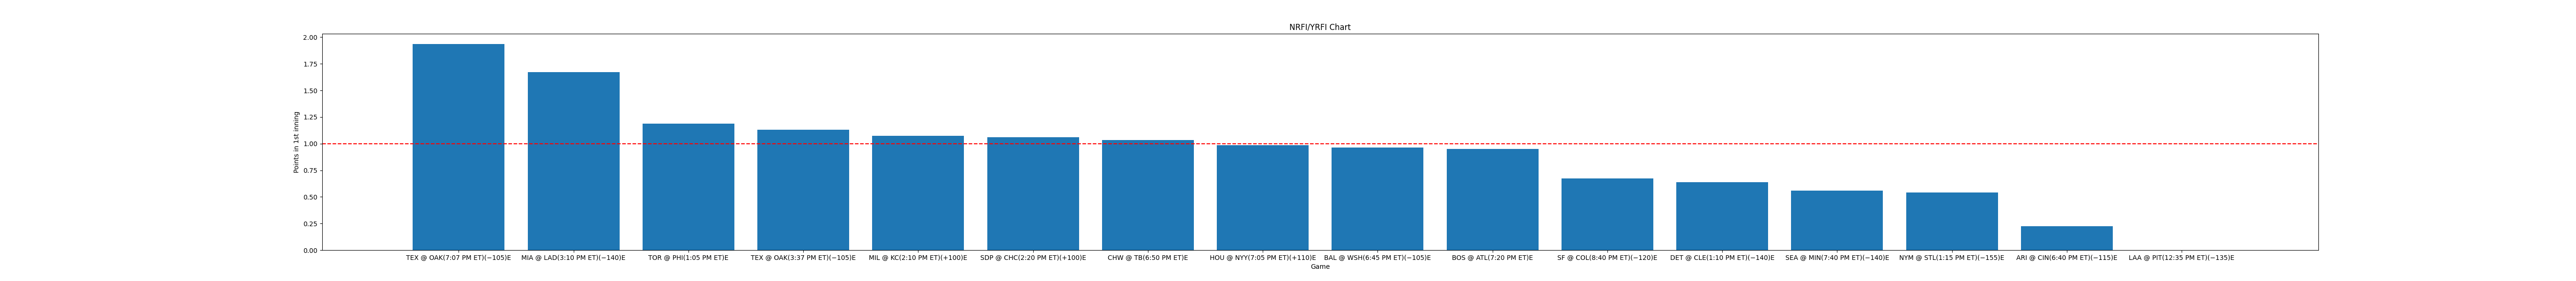 NRFI/YRFI Chart
Points in 1st inning
2.00
1.75
1.50
1.25
1.00
0.75
0.50
0.25
0.00
TEX @ OAK(7:07 PM ET)(−105)E
MIA @ LAD(3:10 PM ET)(−140)E
TOR @ PHI(1:05 PM ET)E
TEX @ OAK(3:37 PM ET)(−105)E
MIL @ KC(2:10 PM ET)(+100)E
SDP @ CHC(2:20 PM ET)(+100)E
CHW @ TB(6:50 PM ET)E
HOU @ NYY(7:05 PM ET)(+110)E
BAL @ WSH(6:45 PM ET)(−105)E
BOS @ ATL(7:20 PM ET)E
SF @ COL(8:40 PM ET)(−120)E
DET @ CLE(1:10 PM ET)(−140)E
SEA @ MIN(7:40 PM ET)(−140)E
NYM @ STL(1:15 PM ET)(−155)E
ARI @ CIN(6:40 PM ET)(−115)E
LAA @ PIT(12:35 PM ET)(−135)E
Game